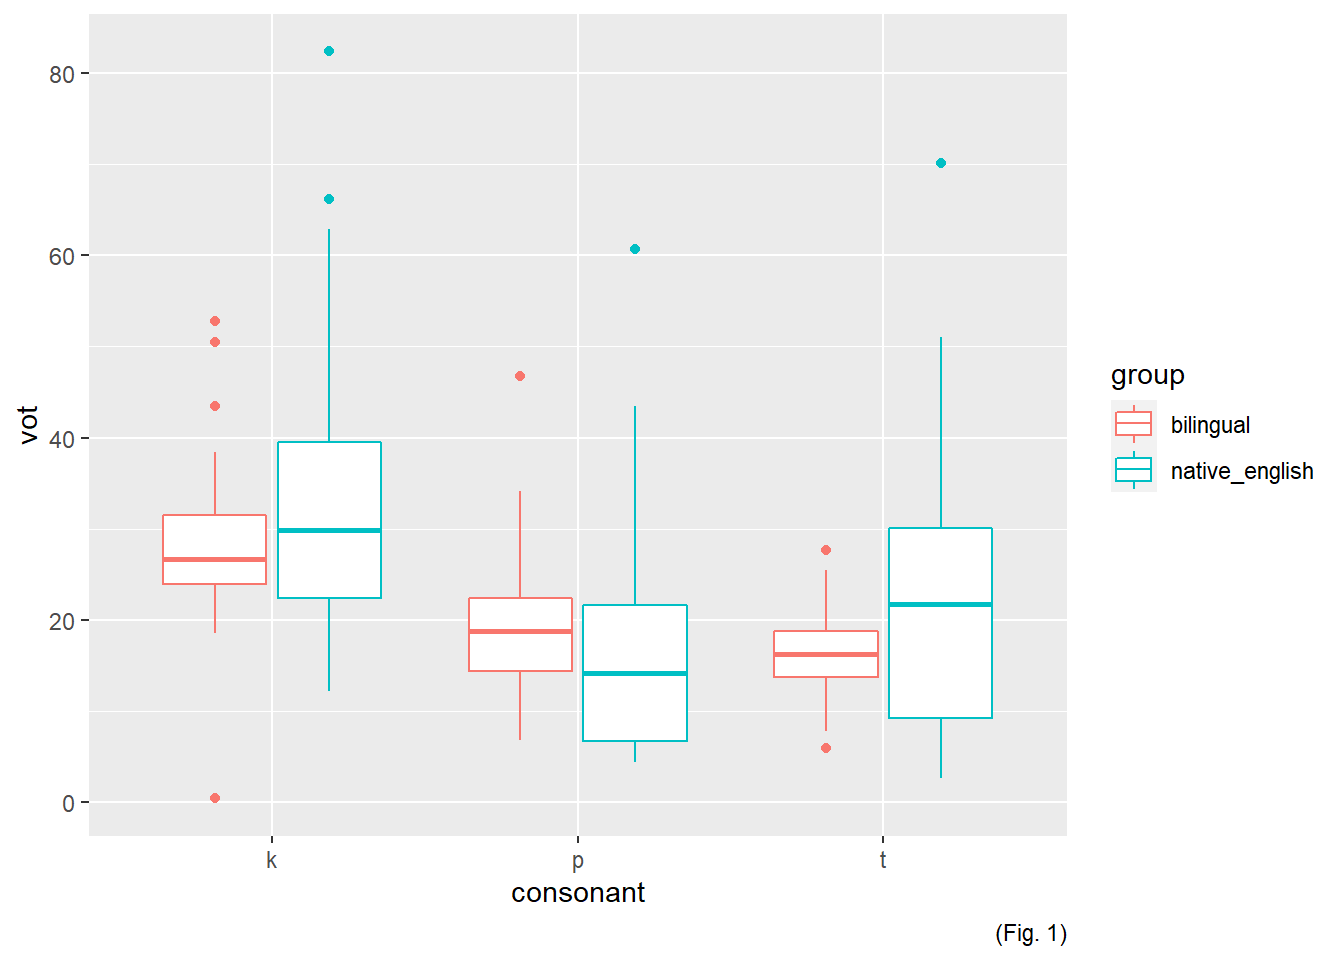 80
60
40
20
0
vot
k
p
t
consonant
group
bilingual
native_english
(Fig. 1)